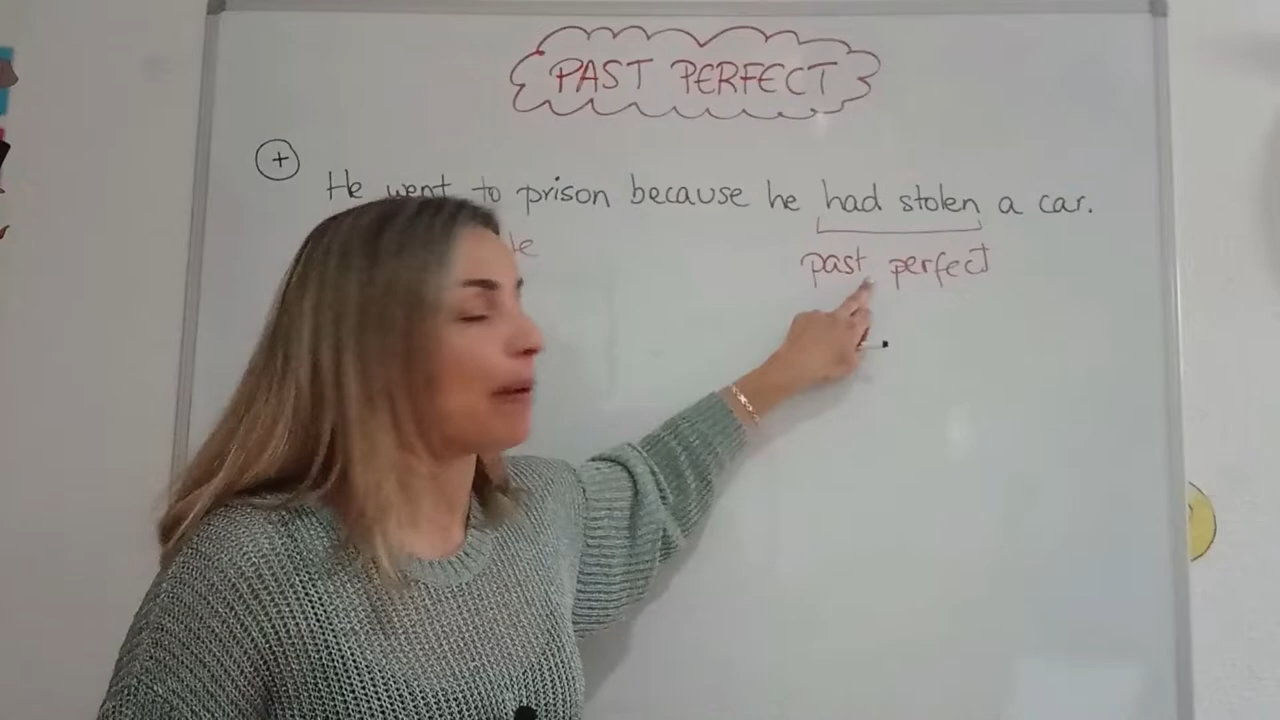 PAST PERFECT
+
He went to prison because he had stolen a car.
past perfect